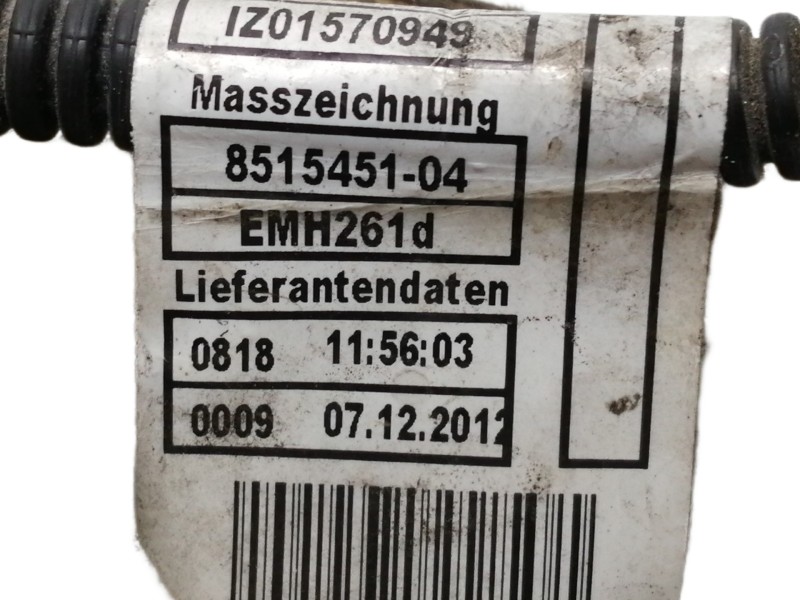 IZ01570949
Masszeichnung
8515451-04
EMH261d
Lieferantendaten
0818 11:56:03
0009 07.12.2012